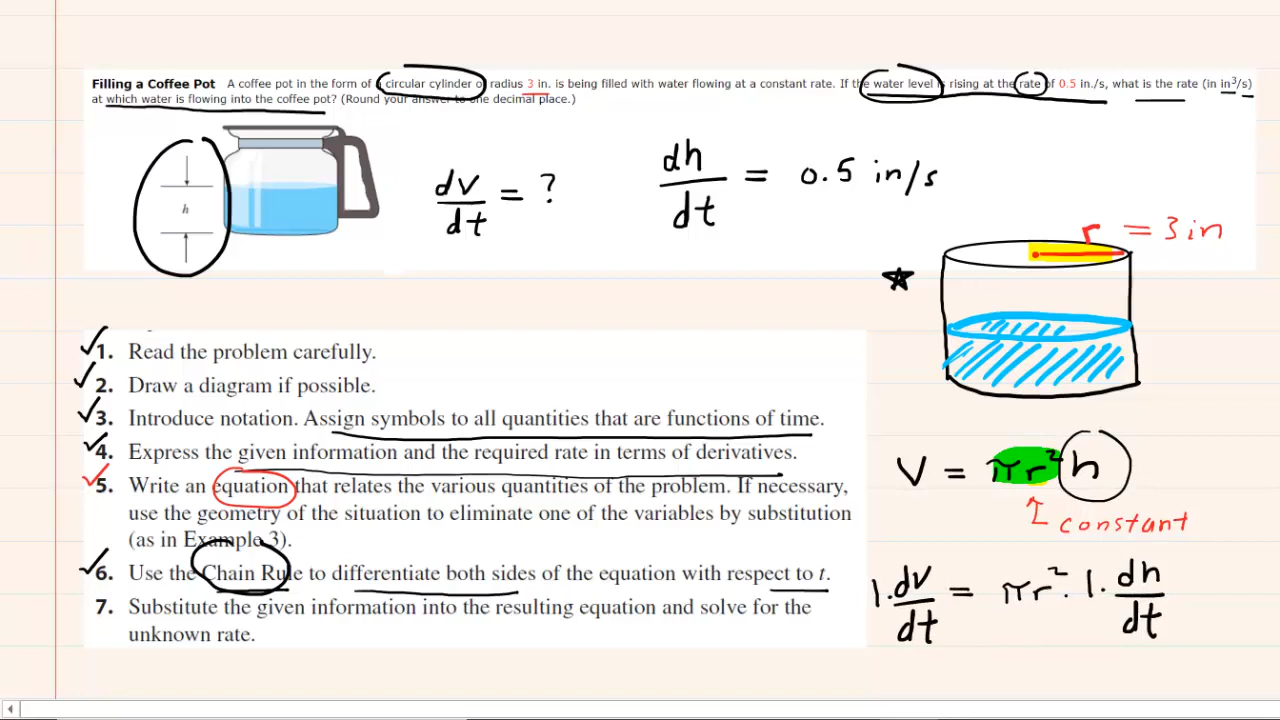 Filling a Coffee Pot A coffee pot in the form of a circular cylinder of radius 3 in. is being filled with water flowing at a constant rate. If the water level is rising at the rate of 0.5 in./s, what is the rate (in in³/s)
at which water is flowing into the coffee pot? (Round your answer to one decimal place.)
h
dV/dt = ?
dh/dt = 0.5 in/s
r = 3in
1. Read the problem carefully.
2. Draw a diagram if possible.
3. Introduce notation. Assign symbols to all quantities that are functions of time.
4. Express the given information and the required rate in terms of derivatives.
5. Write an equation that relates the various quantities of the problem. If necessary,
use the geometry of the situation to eliminate one of the variables by substitution
(as in Example 3).
6. Use the Chain Rule to differentiate both sides of the equation with respect to t.
7. Substitute the given information into the resulting equation and solve for the
unknown rate.
V = πr²h
constant
1·dV/dt = πr²·1·dh/dt